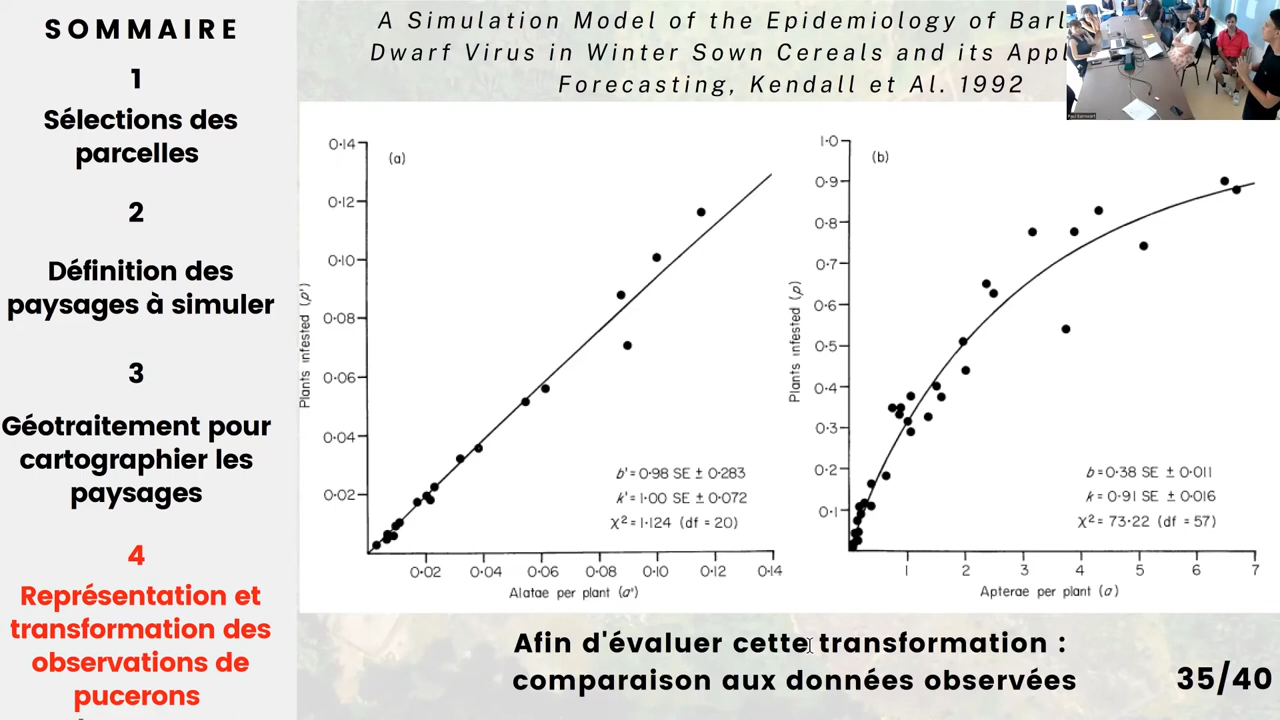 SOMMAIRE
1
Sélections des
parcelles
2
Définition des
paysages à simuler
3
Géotraitement pour
cartographier les
paysages
4
Représentation et
transformation des
observations de
pucerons
A Simulation Model of the Epidemiology of
Dwarf Virus in Winter Sown Cereals and its
Forecasting, Kendall et Al. 1992
(a)
0·14
0·12
0·10
0·08
0·06
0·04
0·02
Plants infested (p')
b'=0·98 SE ± 0·283
k'=1·00 SE ± 0·072
χ²=1·124 (df = 20)
0·02 0·04 0·06 0·08 0·10 0·12 0·14
Alatae per plant (a')
(b)
1·0
0·9
0·8
0·7
0·6
0·5
0·4
0·3
0·2
0·1
Plants infested (p)
b=0·38 SE ± 0·011
k=0·91 SE ± 0·016
χ²=73·22 (df = 57)
1 2 3 4 5 6 7
Apterae per plant (a)
Afin d'évaluer cette transformation :
comparaison aux données observées
35/40